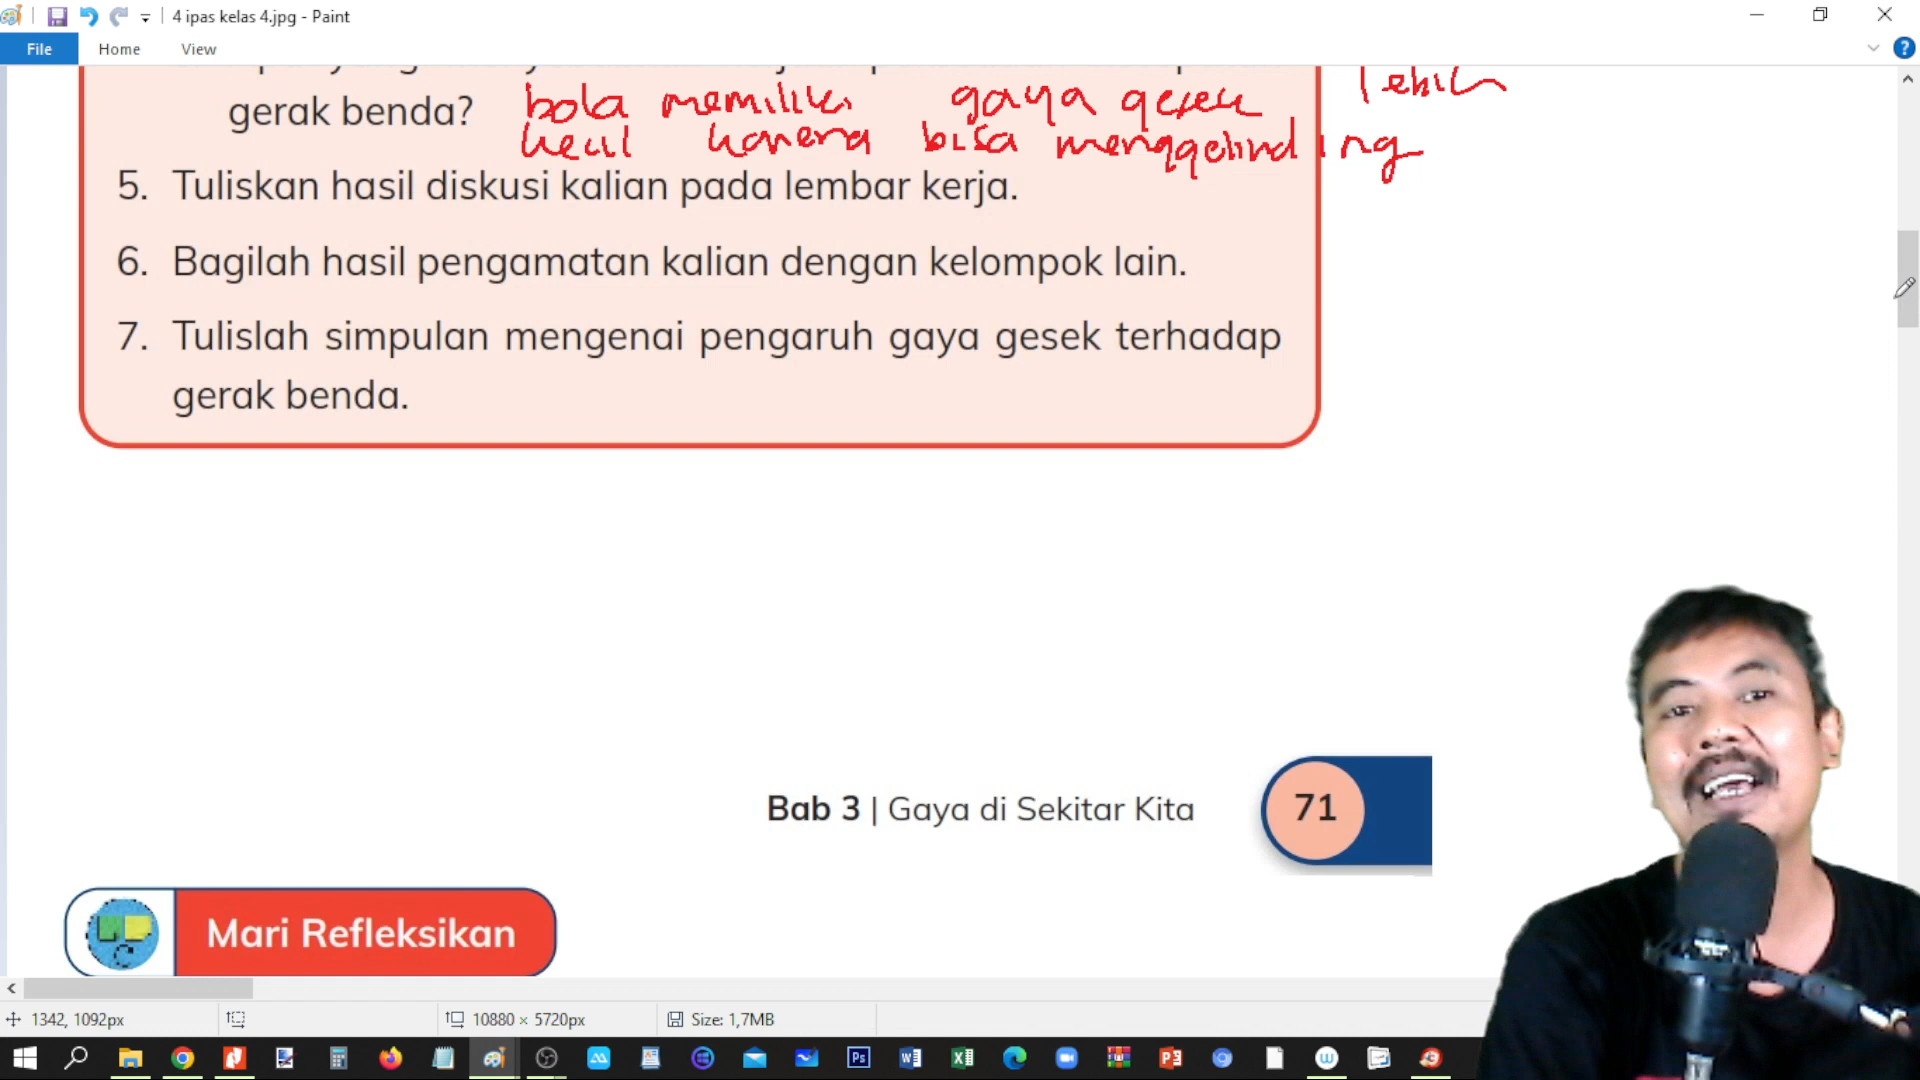 4 ipas kelas 4.jpg - Paint
File Home View
lebih
gerak benda? bola memiliki gaya gesek
kecil karena bisa menggelinding
5. Tuliskan hasil diskusi kalian pada lembar kerja.
6. Bagilah hasil pengamatan kalian dengan kelompok lain.
7. Tulislah simpulan mengenai pengaruh gaya gesek terhadap
gerak benda.
Bab 3 | Gaya di Sekitar Kita 71
Mari Refleksikan
1342, 1092px 10880 × 5720px Size: 1,7MB